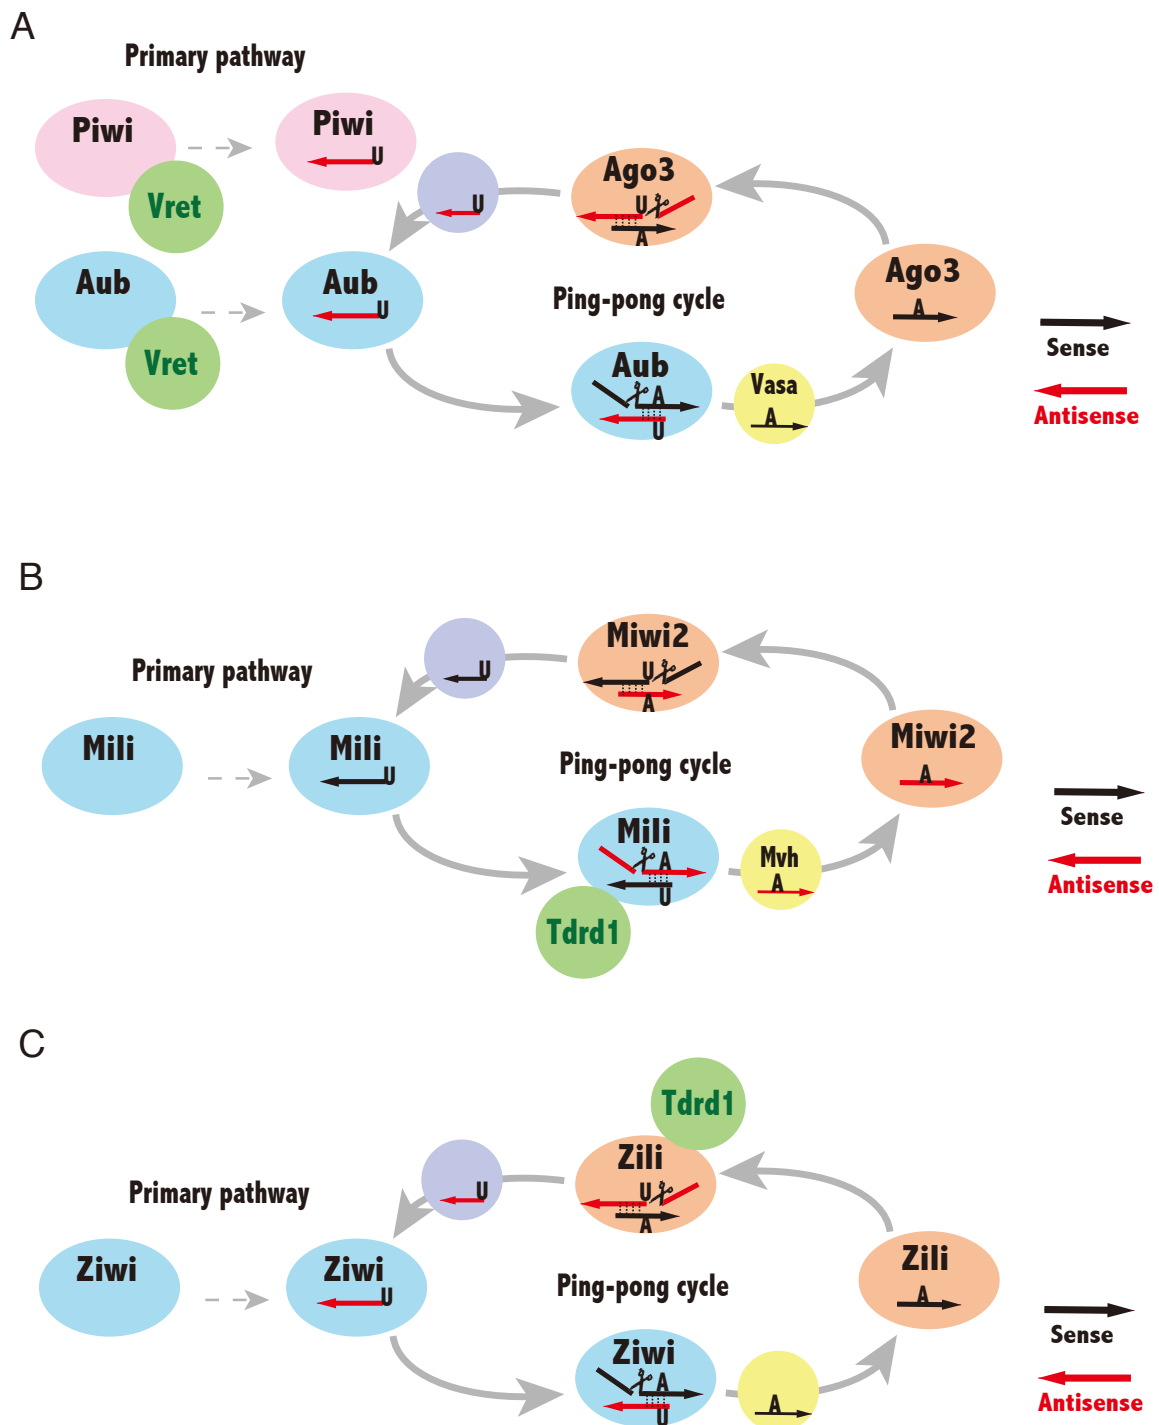 A
Primary pathway
Piwi
Piwi
U
Vret
U
Ago3
U
A
Aub
Aub
U
Vret
Ping-pong cycle
Ago3
A
Aub
A
U
Vasa
A
Sense
Antisense
B
Primary pathway
U
Miwi2
U
A
Mili
Mili
U
Ping-pong cycle
Miwi2
A
Mili
A
U
Mvh
A
Tdrd1
Sense
Antisense
C
Tdrd1
Primary pathway
U
Zili
U
A
Ziwi
Ziwi
U
Ping-pong cycle
Zili
A
Ziwi
A
U
A
Sense
Antisense